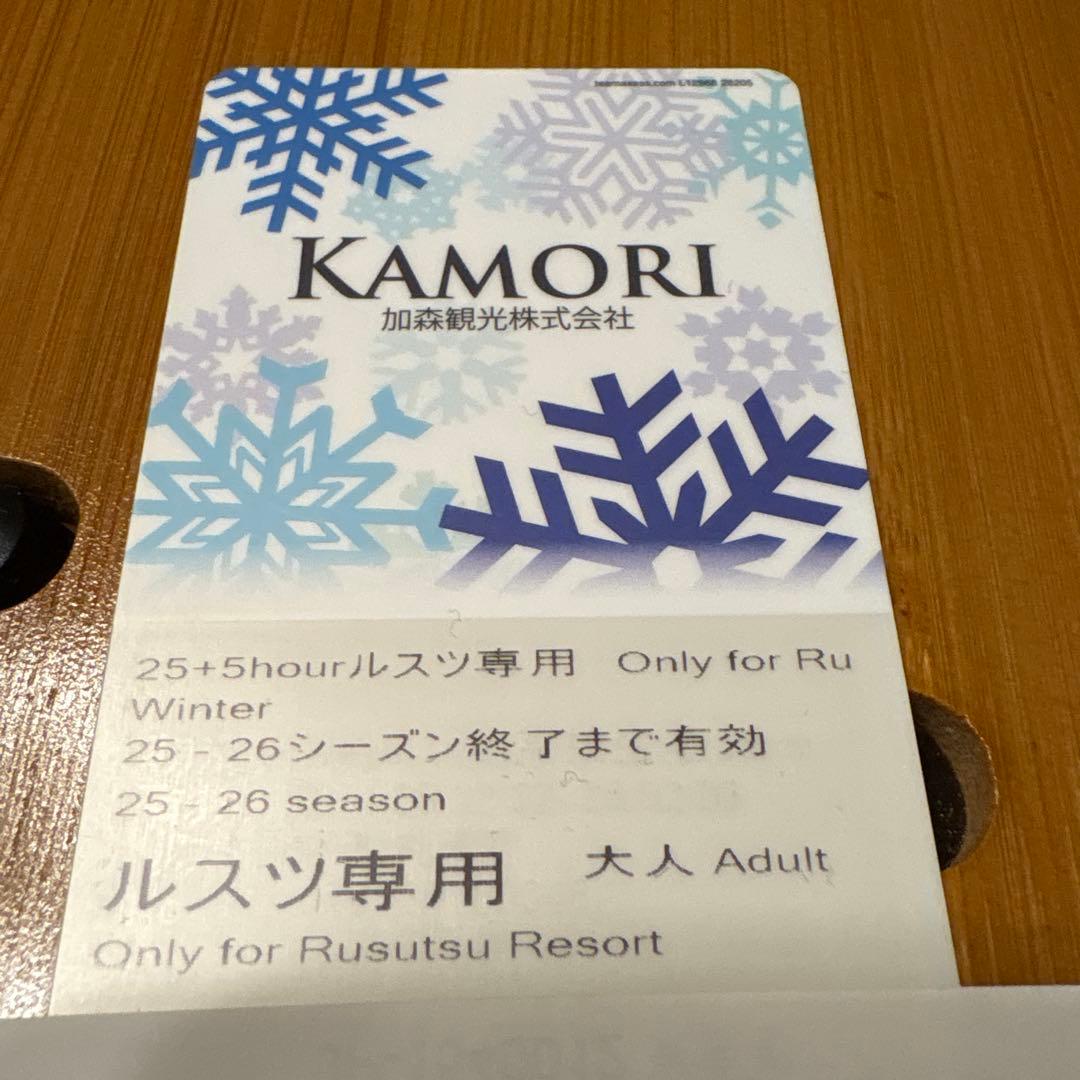 KAMORI
加森観光株式会社
25+5hourルスツ専用 Only for Ru
Winter
25 - 26シーズン終了まで有効
25 - 26 season
ルスツ専用 大人 Adult
Only for Rusutsu Resort